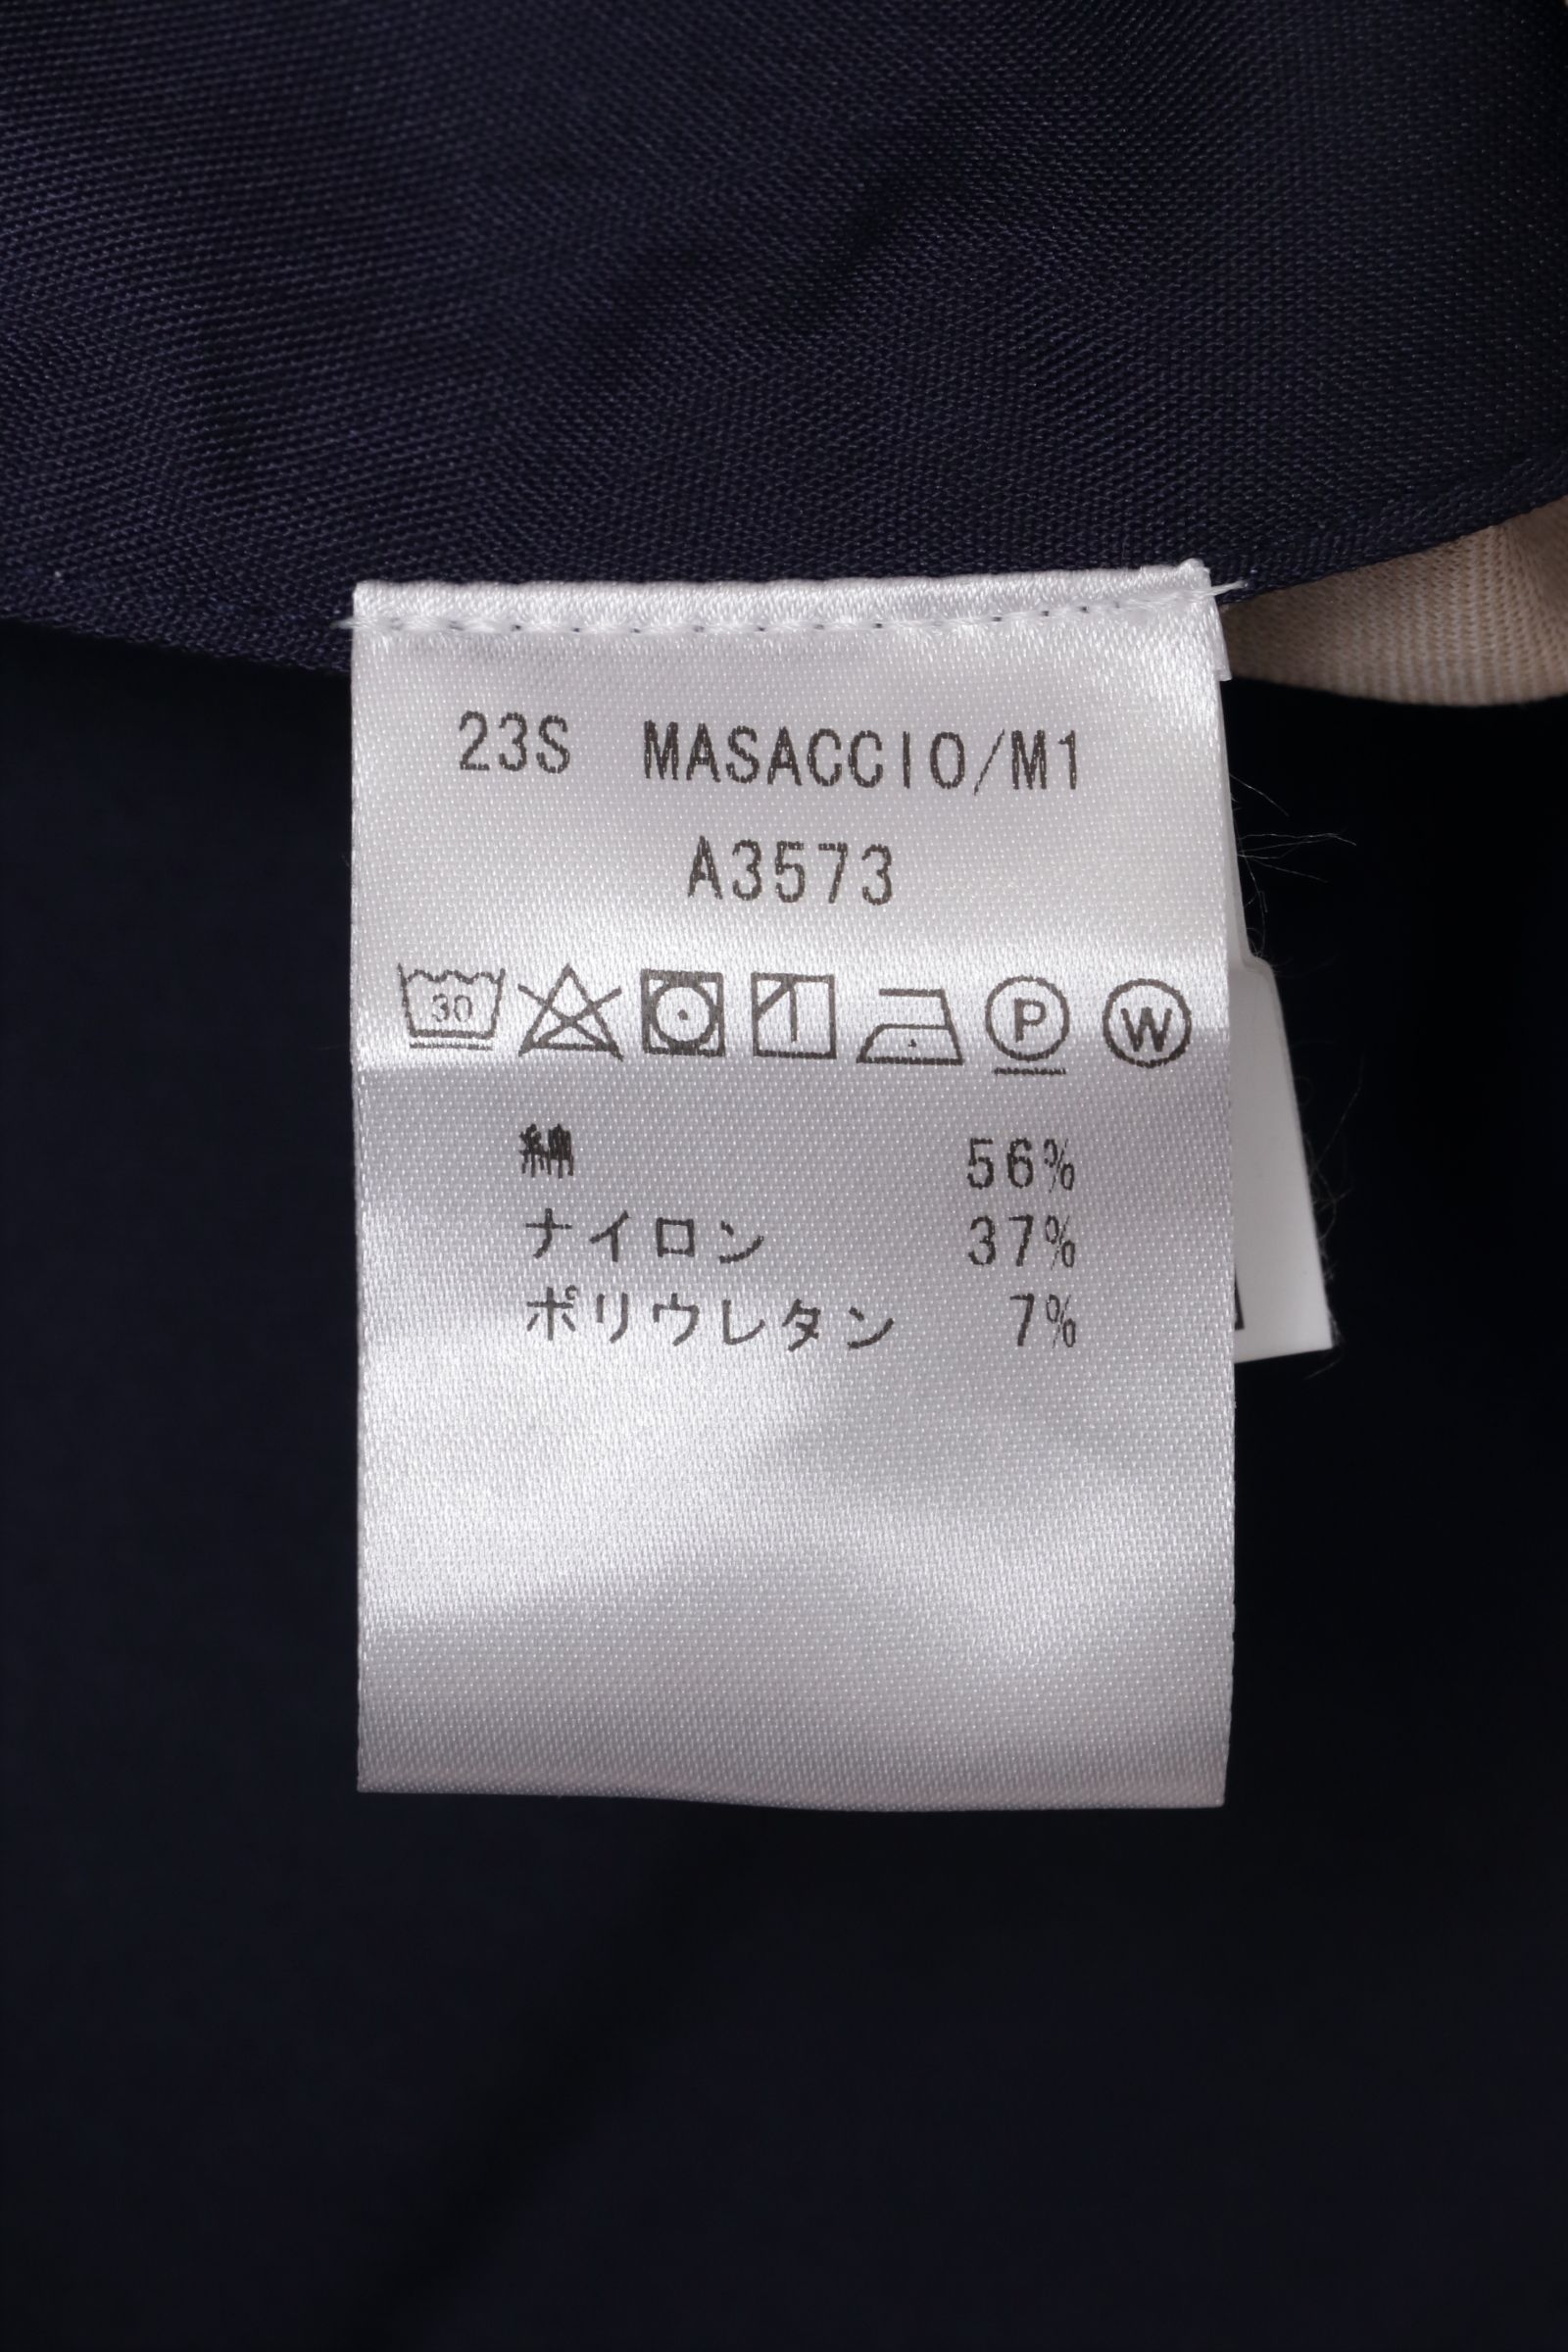 23S MASACCIO/M1
A3573
30 P W
綿 56%
ナイロン 37%
ポリウレタン 7%